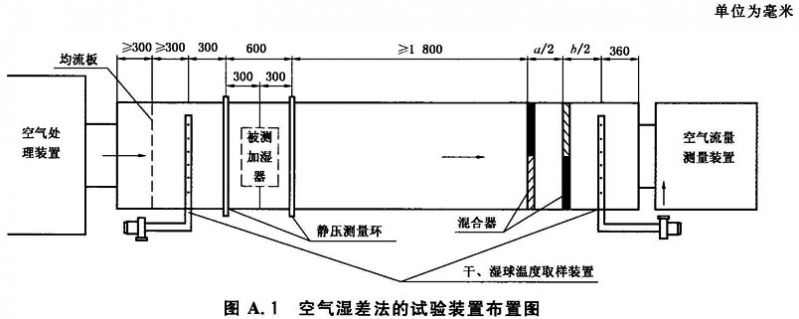 单位为毫米
≥300 ≥300 300 600 ≥1 800 a/2 b/2 360
均流板
300 300
空气处
理装置
被测
加湿
器
空气流量
测量装置
静压测量环
混合器
干、湿球温度取样装置
图 A.1 空气湿差法的试验装置布置图